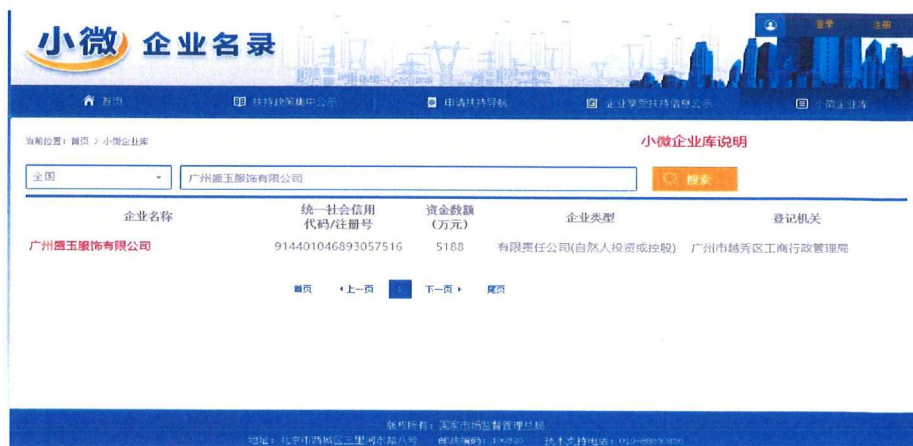 小微 企业名录
登录 注册
首页 扶持政策集中公示 申请扶持导航 企业享受扶持信息公示 小微企业库
当前位置：首页 > 小微企业库
小微企业库说明
全国 广州盛玉服饰有限公司 搜索
企业名称 统一社会信用代码/注册号 资金数额(万元) 企业类型 登记机关
广州盛玉服饰有限公司 914401046893057516 5188 有限责任公司(自然人投资或控股) 广州市越秀区工商行政管理局
首页 上一页 1 下一页 尾页
版权所有：国家市场监督管理总局
地址：北京市西城区三里河东路八号 邮政编码：100820 技术支持电话：